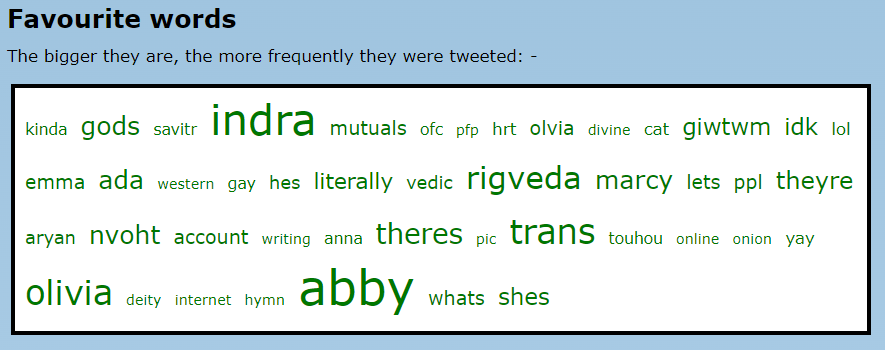 Favourite words
The bigger they are, the more frequently they were tweeted: -
kinda gods savitr indra mutuals ofc pfp hrt olvia divine cat giwtwm idk lol
emma ada western gay hes literally vedic rigveda marcy lets ppl theyre
aryan nvoht account writing anna theres pic trans touhou online onion yay
olivia deity internet hymn abby whats shes